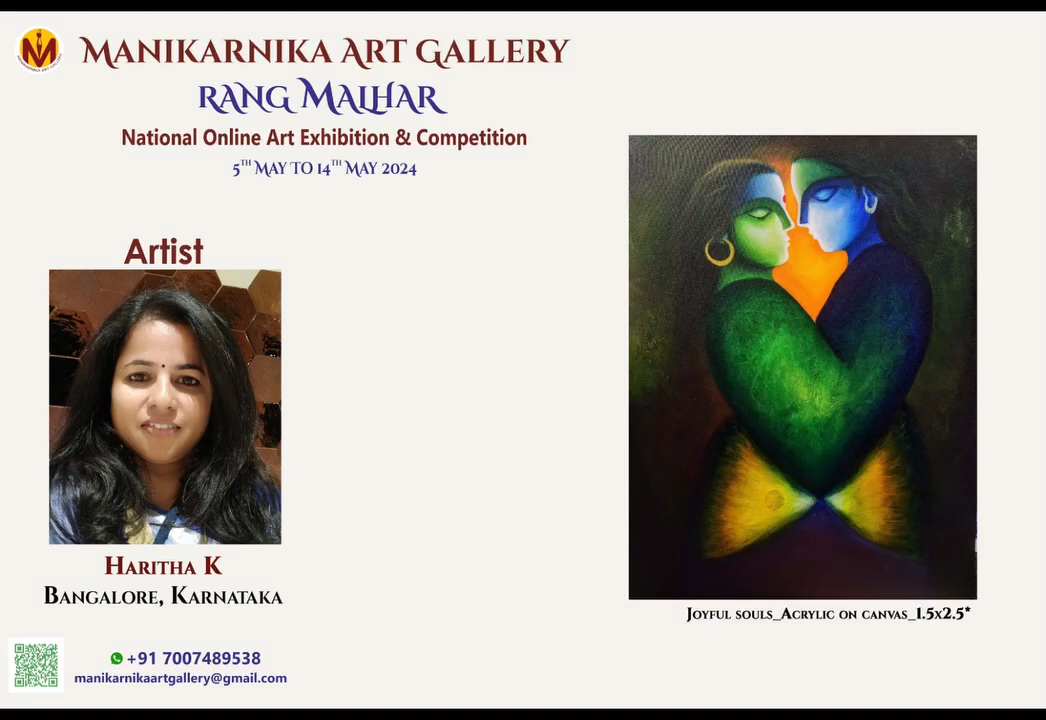 MANIKARNIKA ART GALLERY
RANG MALHAR
National Online Art Exhibition & Competition
5TH MAY TO 14TH MAY 2024
Artist
HARITHA K
BANGALORE, KARNATAKA
JOYFUL SOULS_ACRYLIC ON CANVAS_1.5X2.5*
+91 7007489538
manikarnikaartgallery@gmail.com